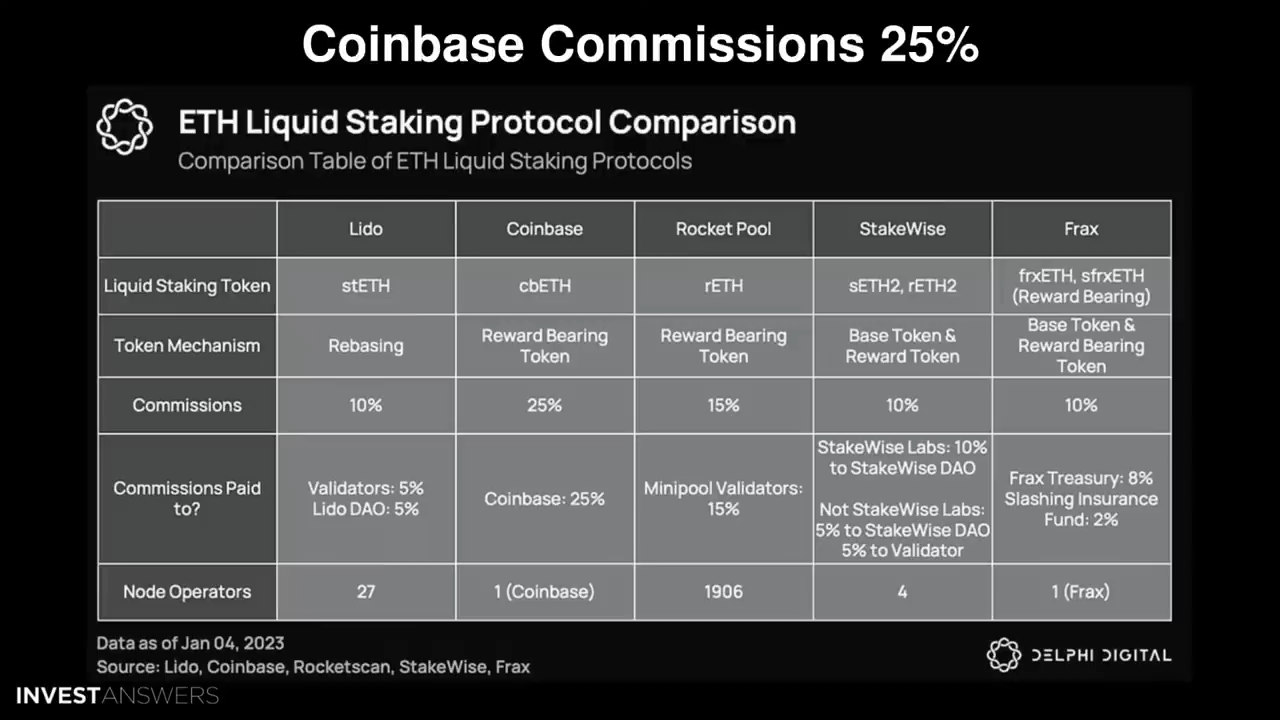 Coinbase Commissions 25%
ETH Liquid Staking Protocol Comparison
Comparison Table of ETH Liquid Staking Protocols
Lido
Coinbase
Rocket Pool
StakeWise
Frax
Liquid Staking Token
stETH
cbETH
rETH
sETH2, rETH2
frxETH, sfrxETH
(Reward Bearing)
Token Mechanism
Rebasing
Reward Bearing
Token
Reward Bearing
Token
Base Token &
Reward Token
Base Token &
Reward Bearing
Token
Commissions
10%
25%
15%
10%
10%
Commissions Paid
to?
Validators: 5%
Lido DAO: 5%
Coinbase: 25%
Minipool Validators:
15%
StakeWise Labs: 10%
to StakeWise DAO
Not StakeWise Labs:
5% to StakeWise DAO
5% to Validator
Frax Treasury: 8%
Slashing Insurance
Fund: 2%
Node Operators
27
1 (Coinbase)
1906
4
1 (Frax)
Data as of Jan 04, 2023
Source: Lido, Coinbase, Rocketscan, StakeWise, Frax
DELPHI DIGITAL
INVESTANSWERS